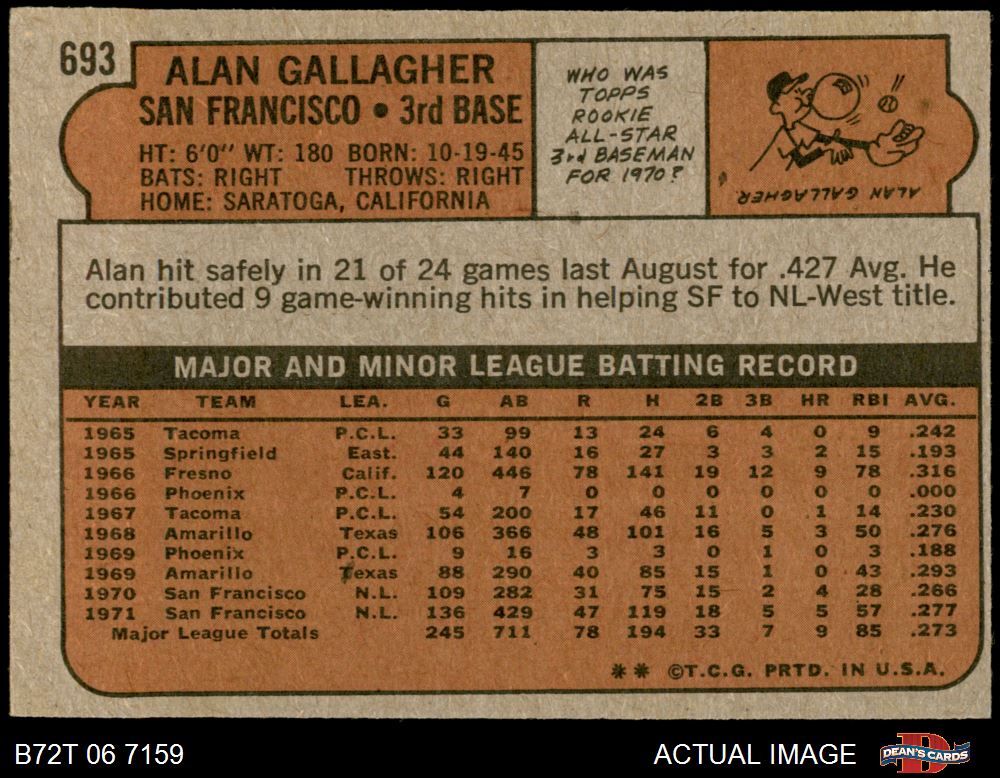 693
ALAN GALLAGHER
SAN FRANCISCO • 3rd BASE
HT: 6'0" WT: 180 BORN: 10-19-45
BATS: RIGHT THROWS: RIGHT
HOME: SARATOGA, CALIFORNIA
WHO WAS
TOPPS
ROOKIE
ALL-STAR
3rd BASEMAN
FOR 1970?
ALAN GALLAGHER
Alan hit safely in 21 of 24 games last August for .427 Avg. He
contributed 9 game-winning hits in helping SF to NL-West title.
MAJOR AND MINOR LEAGUE BATTING RECORD
YEAR TEAM LEA. G AB R H 2B 3B HR RBI AVG.
1965 Tacoma P.C.L. 33 99 13 24 6 4 0 9 .242
1965 Springfield East. 44 140 16 27 3 3 2 15 .193
1966 Fresno Calif. 120 446 78 141 19 12 9 78 .316
1966 Phoenix P.C.L. 4 7 0 0 0 0 0 0 .000
1967 Tacoma P.C.L. 54 200 17 46 11 0 1 14 .230
1968 Amarillo Texas 106 366 48 101 16 5 3 50 .276
1969 Phoenix P.C.L. 9 16 3 3 0 1 0 3 .188
1969 Amarillo Texas 88 290 40 85 15 1 0 43 .293
1970 San Francisco N.L. 109 282 31 75 15 2 4 28 .266
1971 San Francisco N.L. 136 429 47 119 18 5 5 57 .277
Major League Totals 245 711 78 194 33 7 9 85 .273
** ©T.C.G. PRTD. IN U.S.A.
B72T 06 7159 ACTUAL IMAGE DEAN'S CARDS